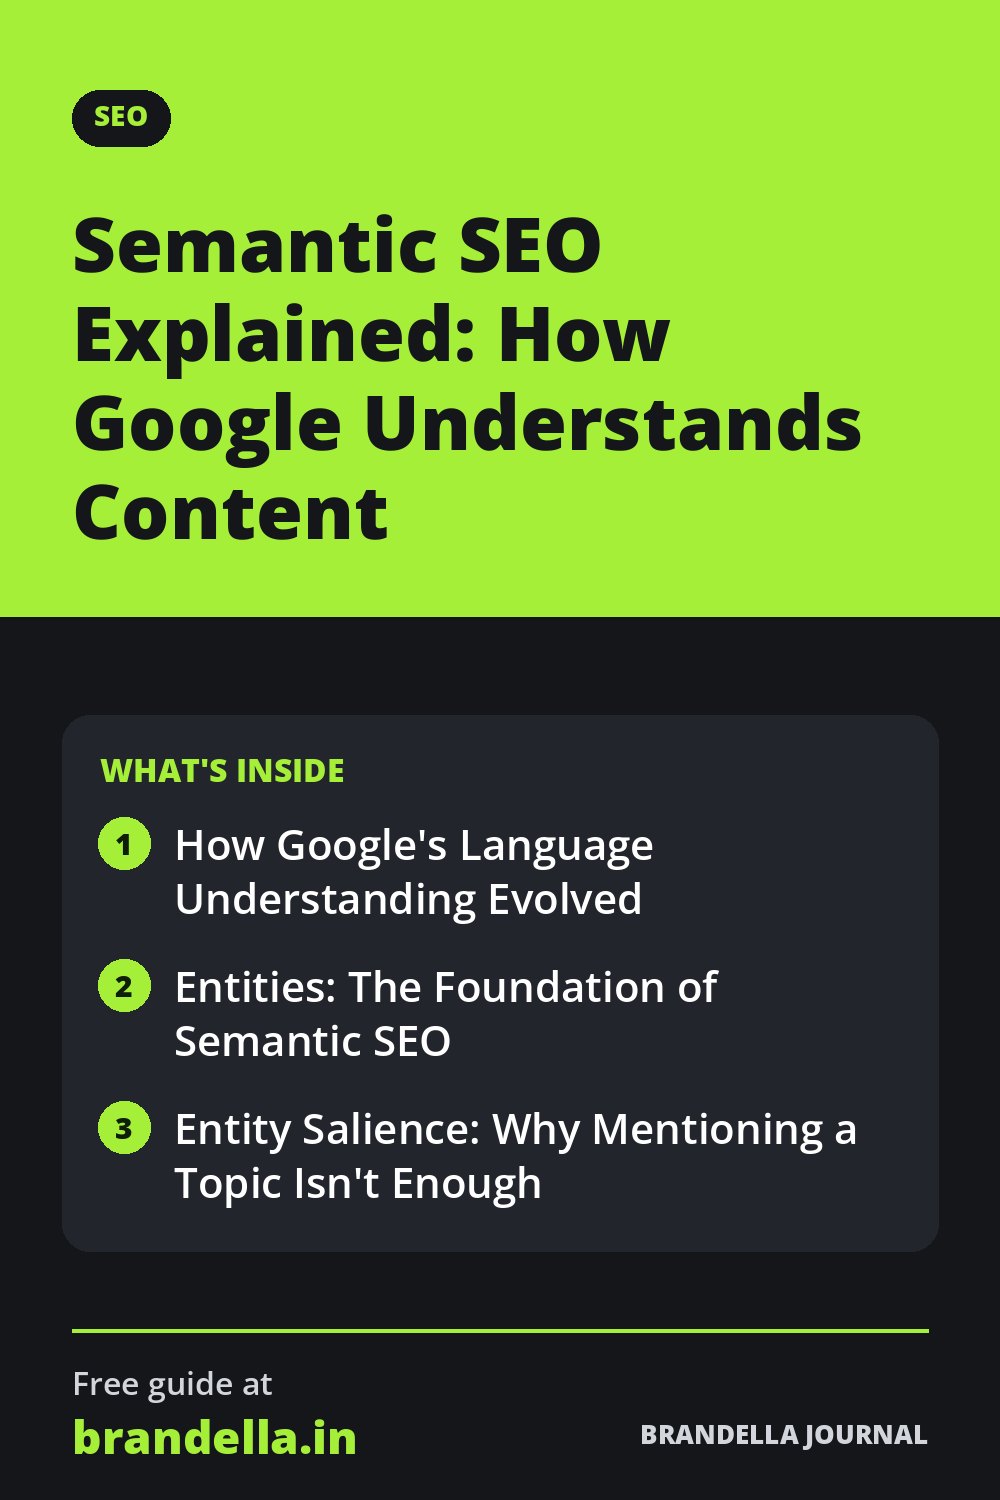 SEO
Semantic SEO
Explained: How
Google Understands
Content
WHAT'S INSIDE
1 How Google's Language
Understanding Evolved
2 Entities: The Foundation of
Semantic SEO
3 Entity Salience: Why Mentioning a
Topic Isn't Enough
Free guide at
brandella.in
BRANDELLA JOURNAL